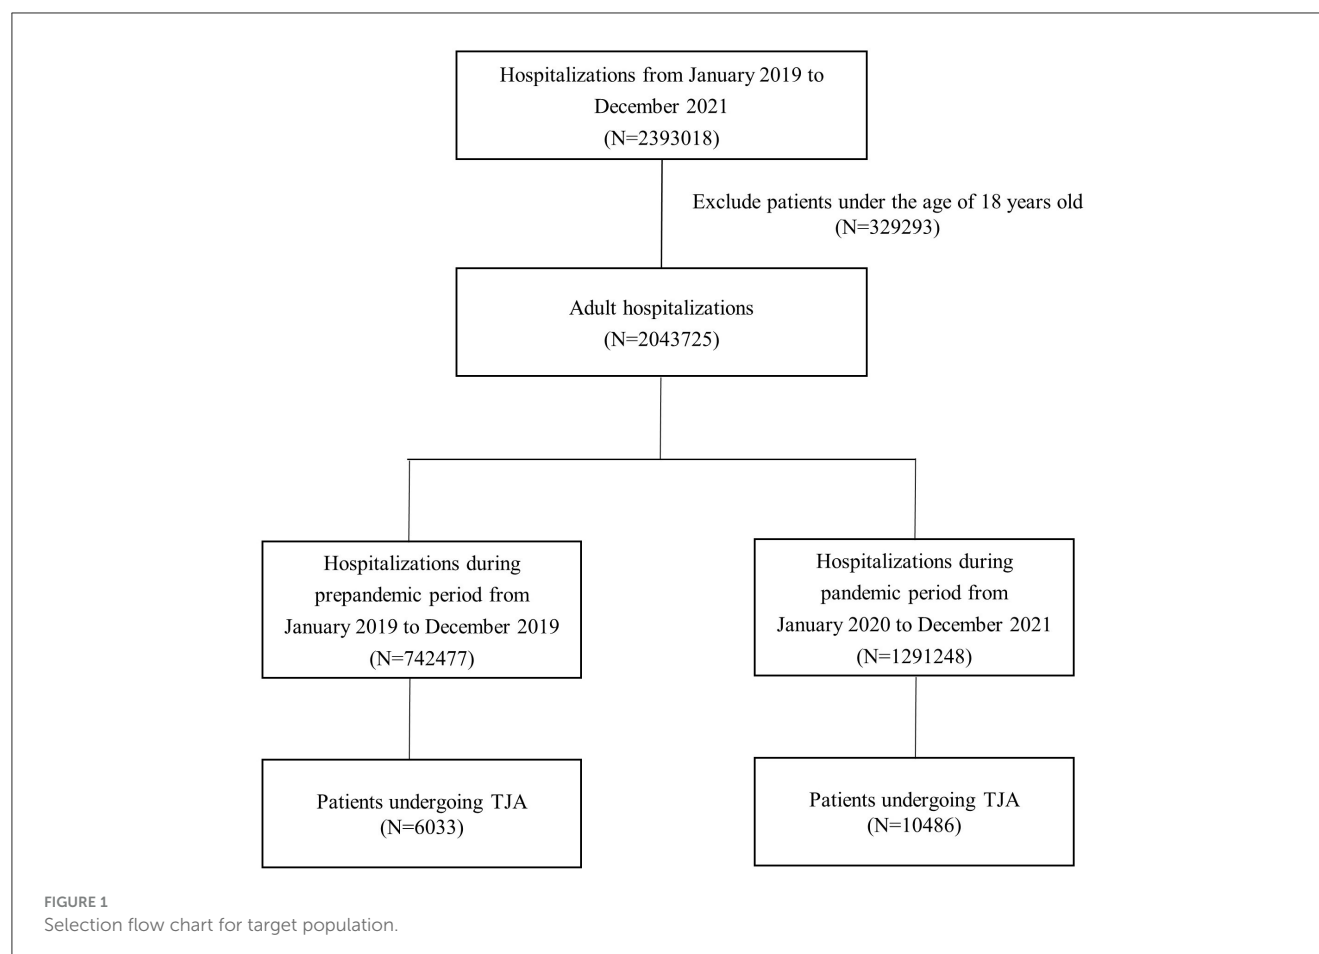 Hospitalizations from January 2019 to
December 2021
(N=2393018)
Exclude patients under the age of 18 years old
(N=329293)
Adult hospitalizations
(N=2043725)
Hospitalizations during
prepandemic period from
January 2019 to December 2019
(N=742477)
Hospitalizations during
pandemic period from
January 2020 to December 2021
(N=1291248)
Patients undergoing TJA
(N=6033)
Patients undergoing TJA
(N=10486)
FIGURE 1
Selection flow chart for target population.